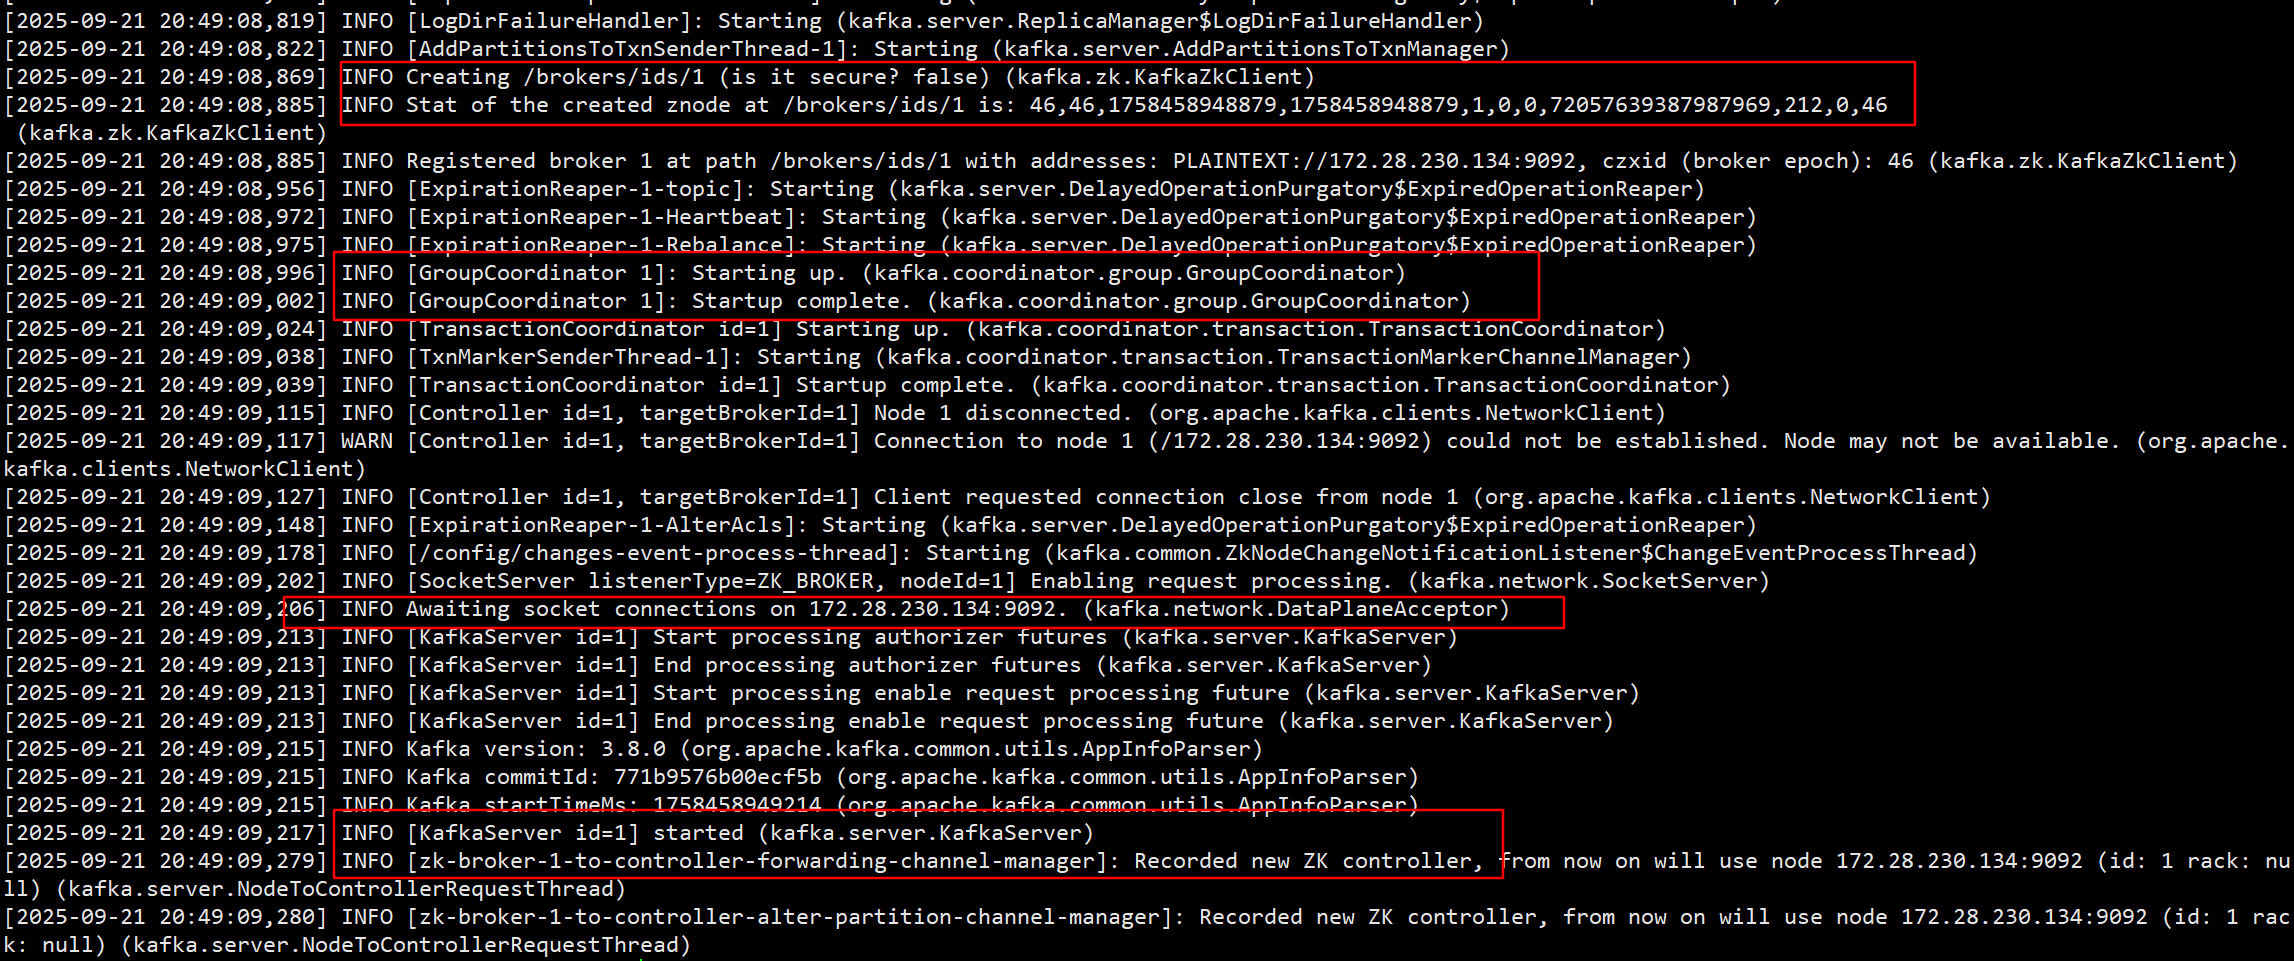 [2025-09-21 20:49:08,819] INFO [LogDirFailureHandler]: Starting (kafka.server.ReplicaManager$LogDirFailureHandler)
[2025-09-21 20:49:08,822] INFO [AddPartitionsToTxnSenderThread-1]: Starting (kafka.server.AddPartitionsToTxnManager)
[2025-09-21 20:49:08,869] INFO Creating /brokers/ids/1 (is it secure? false) (kafka.zk.KafkaZkClient)
[2025-09-21 20:49:08,885] INFO Stat of the created znode at /brokers/ids/1 is: 46,46,1758458948879,1758458948879,1,0,0,72057639387987969,212,0,46
 (kafka.zk.KafkaZkClient)
[2025-09-21 20:49:08,885] INFO Registered broker 1 at path /brokers/ids/1 with addresses: PLAINTEXT://172.28.230.134:9092, czxid (broker epoch): 46 (kafka.zk.KafkaZkClient)
[2025-09-21 20:49:08,956] INFO [ExpirationReaper-1-topic]: Starting (kafka.server.DelayedOperationPurgatory$ExpiredOperationReaper)
[2025-09-21 20:49:08,972] INFO [ExpirationReaper-1-Heartbeat]: Starting (kafka.server.DelayedOperationPurgatory$ExpiredOperationReaper)
[2025-09-21 20:49:08,975] INFO [ExpirationReaper-1-Rebalance]: Starting (kafka.server.DelayedOperationPurgatory$ExpiredOperationReaper)
[2025-09-21 20:49:08,996] INFO [GroupCoordinator 1]: Starting up. (kafka.coordinator.group.GroupCoordinator)
[2025-09-21 20:49:09,002] INFO [GroupCoordinator 1]: Startup complete. (kafka.coordinator.group.GroupCoordinator)
[2025-09-21 20:49:09,024] INFO [TransactionCoordinator id=1] Starting up. (kafka.coordinator.transaction.TransactionCoordinator)
[2025-09-21 20:49:09,038] INFO [TxnMarkerSenderThread-1]: Starting (kafka.coordinator.transaction.TransactionMarkerChannelManager)
[2025-09-21 20:49:09,039] INFO [TransactionCoordinator id=1] Startup complete. (kafka.coordinator.transaction.TransactionCoordinator)
[2025-09-21 20:49:09,115] INFO [Controller id=1, targetBrokerId=1] Node 1 disconnected. (org.apache.kafka.clients.NetworkClient)
[2025-09-21 20:49:09,117] WARN [Controller id=1, targetBrokerId=1] Connection to node 1 (/172.28.230.134:9092) could not be established. Node may not be available. (org.apache.
kafka.clients.NetworkClient)
[2025-09-21 20:49:09,127] INFO [Controller id=1, targetBrokerId=1] Client requested connection close from node 1 (org.apache.kafka.clients.NetworkClient)
[2025-09-21 20:49:09,148] INFO [ExpirationReaper-1-AlterAcls]: Starting (kafka.server.DelayedOperationPurgatory$ExpiredOperationReaper)
[2025-09-21 20:49:09,178] INFO [/config/changes-event-process-thread]: Starting (kafka.common.ZkNodeChangeNotificationListener$ChangeEventProcessThread)
[2025-09-21 20:49:09,202] INFO [SocketServer listenerType=ZK_BROKER, nodeId=1] Enabling request processing. (kafka.network.SocketServer)
[2025-09-21 20:49:09,206] INFO Awaiting socket connections on 172.28.230.134:9092. (kafka.network.DataPlaneAcceptor)
[2025-09-21 20:49:09,213] INFO [KafkaServer id=1] Start processing authorizer futures (kafka.server.KafkaServer)
[2025-09-21 20:49:09,213] INFO [KafkaServer id=1] End processing authorizer futures (kafka.server.KafkaServer)
[2025-09-21 20:49:09,213] INFO [KafkaServer id=1] Start processing enable request processing future (kafka.server.KafkaServer)
[2025-09-21 20:49:09,213] INFO [KafkaServer id=1] End processing enable request processing future (kafka.server.KafkaServer)
[2025-09-21 20:49:09,215] INFO Kafka version: 3.8.0 (org.apache.kafka.common.utils.AppInfoParser)
[2025-09-21 20:49:09,215] INFO Kafka commitId: 771b9576b00ecf5b (org.apache.kafka.common.utils.AppInfoParser)
[2025-09-21 20:49:09,215] INFO Kafka startTimeMs: 1758458949214 (org.apache.kafka.common.utils.AppInfoParser)
[2025-09-21 20:49:09,217] INFO [KafkaServer id=1] started (kafka.server.KafkaServer)
[2025-09-21 20:49:09,279] INFO [zk-broker-1-to-controller-forwarding-channel-manager]: Recorded new ZK controller, from now on will use node 172.28.230.134:9092 (id: 1 rack: nu
ll) (kafka.server.NodeToControllerRequestThread)
[2025-09-21 20:49:09,280] INFO [zk-broker-1-to-controller-alter-partition-channel-manager]: Recorded new ZK controller, from now on will use node 172.28.230.134:9092 (id: 1 rac
k: null) (kafka.server.NodeToControllerRequestThread)